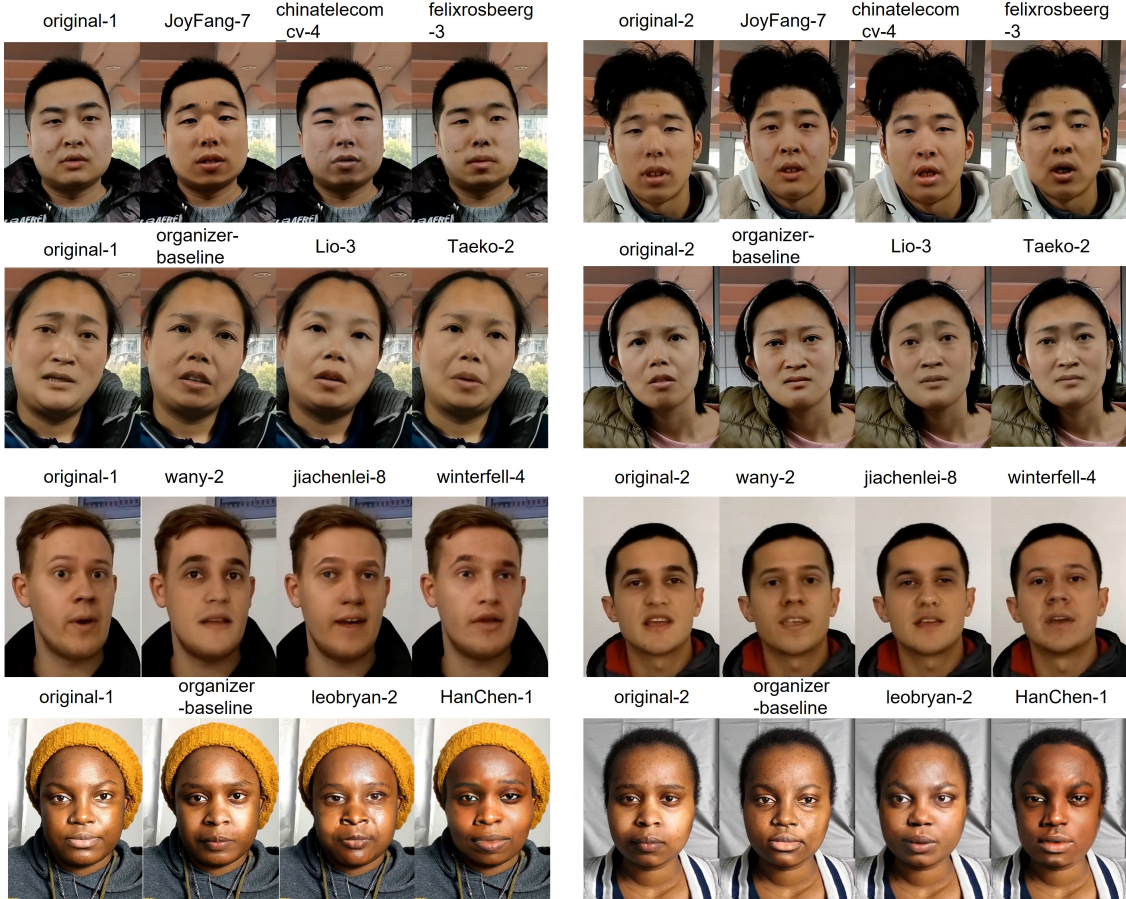 original-1 JoyFang-7 chinatelecom_cv-4 felixrosbeerg-3
original-2 JoyFang-7 chinatelecom_cv-4 felixrosbeerg-3
original-1 organizer-baseline Lio-3 Taeko-2
original-2 organizer-baseline Lio-3 Taeko-2
original-1 wany-2 jiachenlei-8 winterfell-4
original-2 wany-2 jiachenlei-8 winterfell-4
original-1 organizer-baseline leobryan-2 HanChen-1
original-2 organizer-baseline leobryan-2 HanChen-1